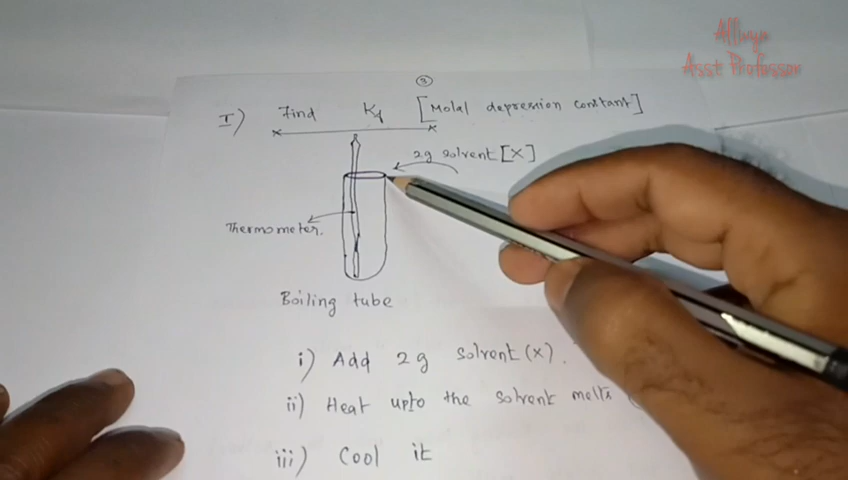 Allwyn
Asst Professor
③
I) Find Kf [Molal depression constant]
2g solvent [X]
Thermometer.
Boiling tube
i) Add 2g solvent (x).
ii) Heat upto the solvent melts (
iii) Cool it